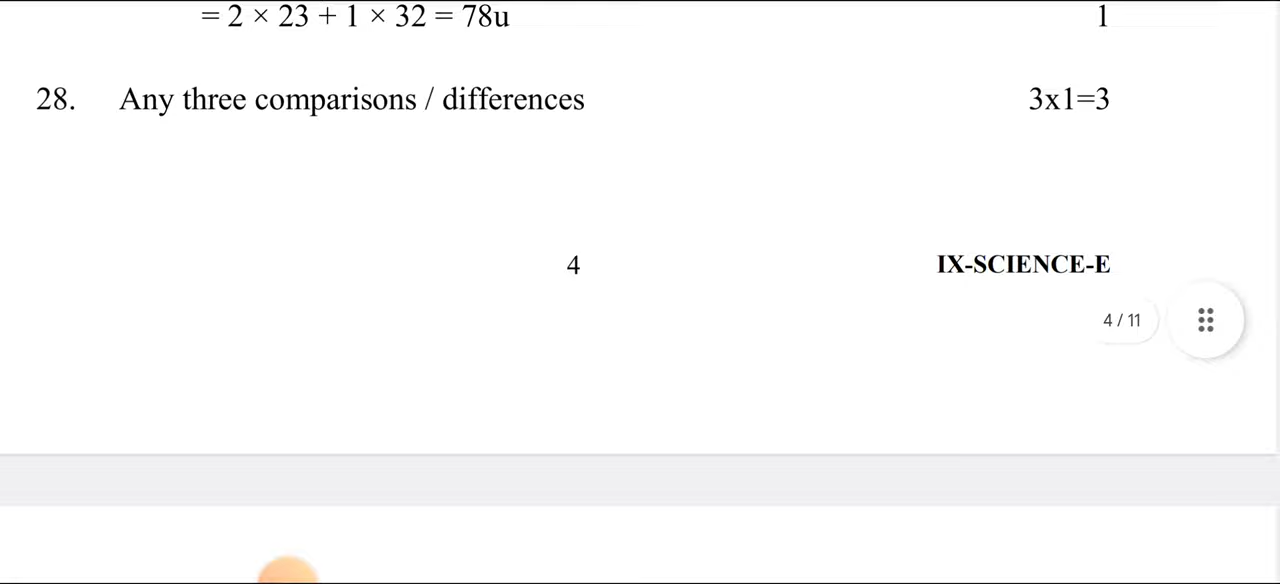 = 2 × 23 + 1 × 32 = 78u 1
28. Any three comparisons / differences 3x1=3
4 IX-SCIENCE-E
4 / 11